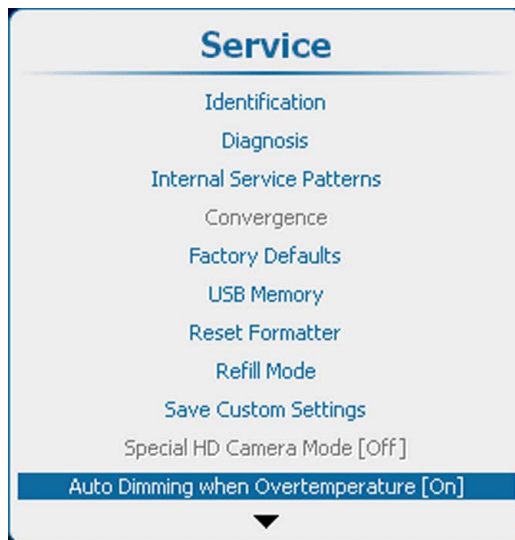 Service
Identification
Diagnosis
Internal Service Patterns
Convergence
Factory Defaults
USB Memory
Reset Formatter
Refill Mode
Save Custom Settings
Special HD Camera Mode [Off]
Auto Dimming when Overtemperature [On]